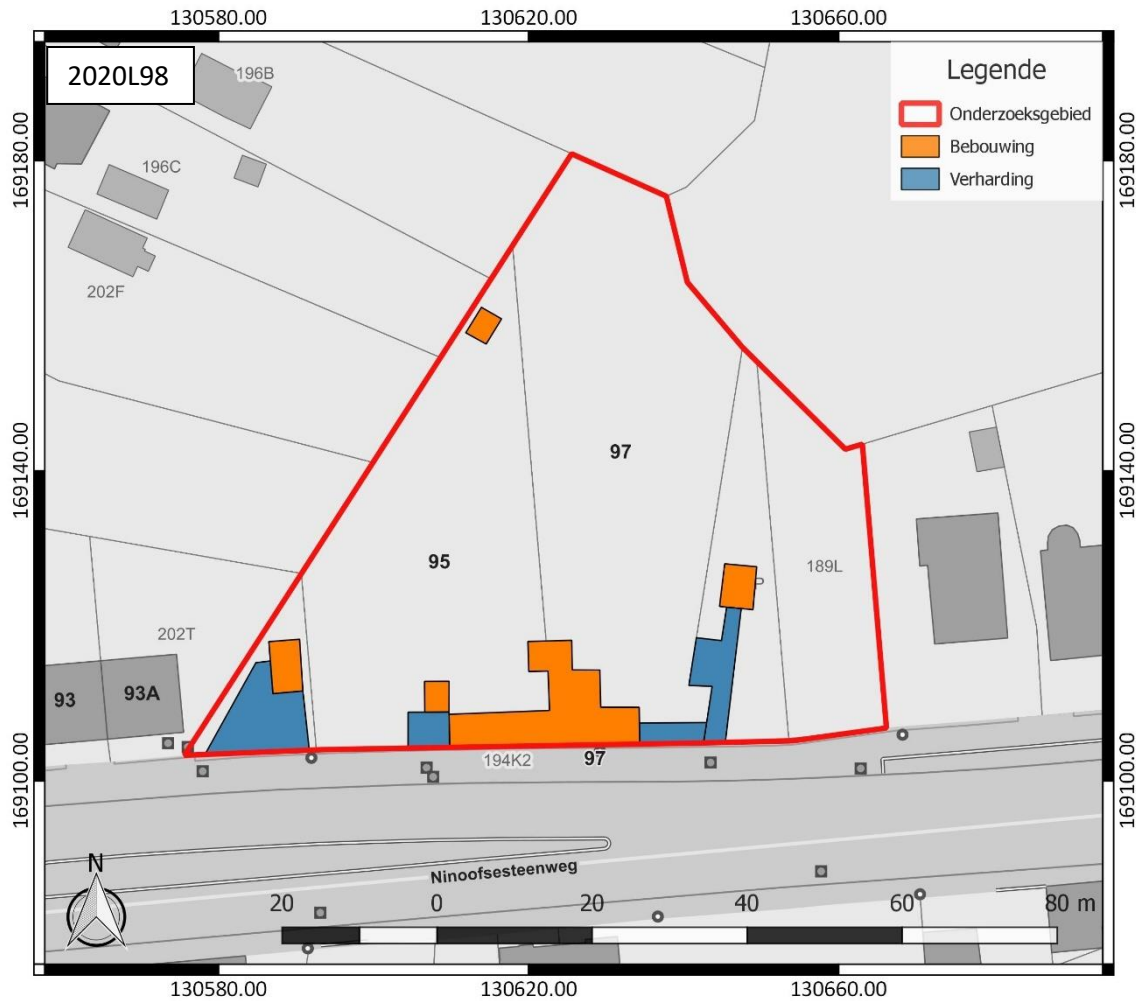 130580.00 130620.00 130660.00
2020L98
196B
Legende
Onderzoeksgebied
Bebouwing
Verharding
169180.00 169180.00
196C
202F
97
169140.00 169140.00
95
189L
P
202T
93
93A
194K2
97
169100.00 169100.00
Ninoofsesteenweg
N
20 0 20 40 60 80 m
130580.00 130620.00 130660.00